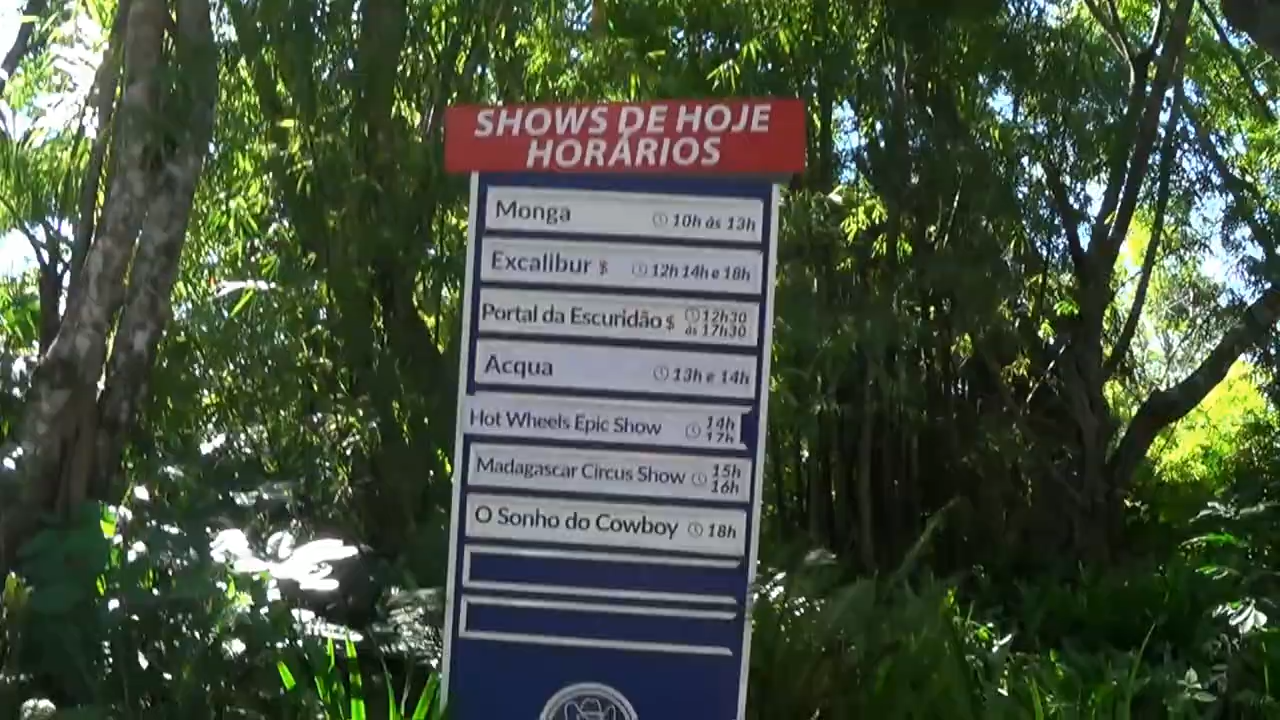 SHOWS DE HOJE
HORÁRIOS
Monga 10h às 13h
Excalibur $ 12h 14h e 18h
Portal da Escuridão $ 12h30
às 17h30
Acqua 13h e 14h
Hot Wheels Epic Show 14h
17h
Madagascar Circus Show 15h
16h
O Sonho do Cowboy 18h